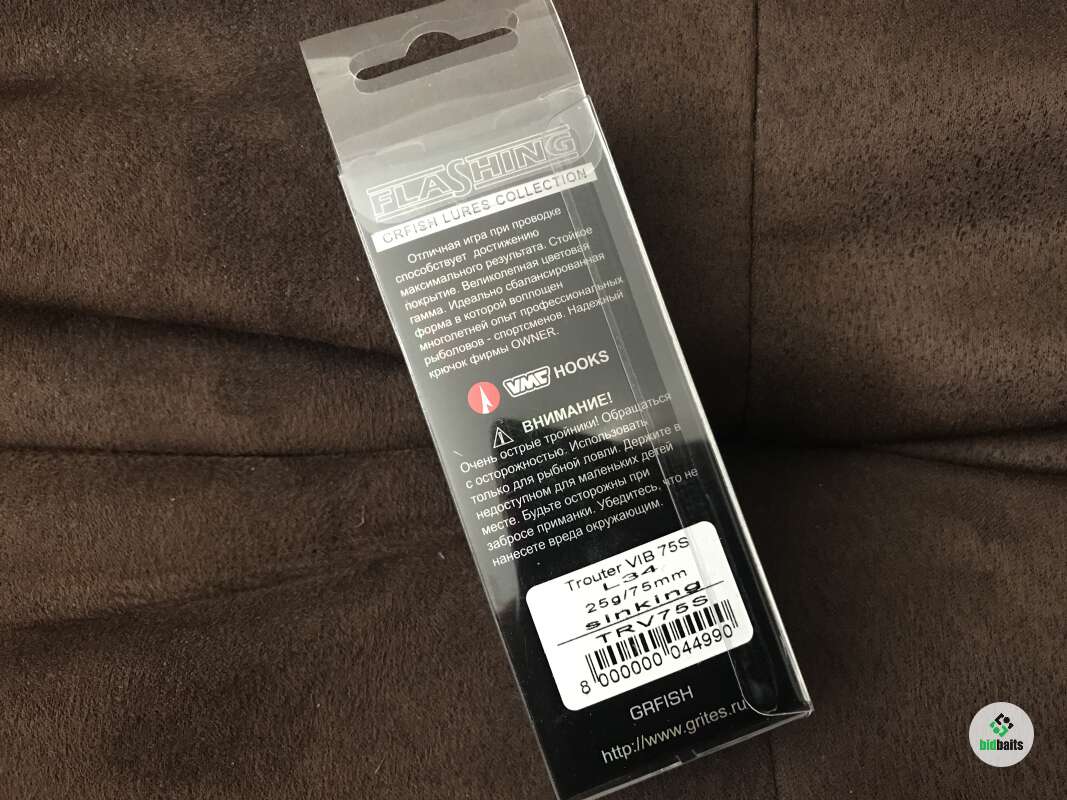 FLASHING
GRFISH LURES COLLECTION
Отличная игра при проводке
способствует достижению
максимального результата. Стойкое
покрытие. Великолепная цветовая
гамма. Идеально сбалансированная
форма в которой воплощен
многолетней опыт профессиональных
рыболовов - спортсменов. Надежный
крючок фирмы OWNER.
VMC HOOKS
ВНИМАНИЕ!
Очень острые тройники! Обращаться
с осторожностью. Использовать
только для рыбной ловли. Держите в
недоступном для маленьких детей
месте. Будьте осторожны при
забросе приманки. Убедитесь, что не
нанесете вреда окружающим.
Trouter VIB 75S
L34
25g/75mm
sinking
TRV75S
8 000000 044990
GRFISH
http://www.grites.ru
bidbaits